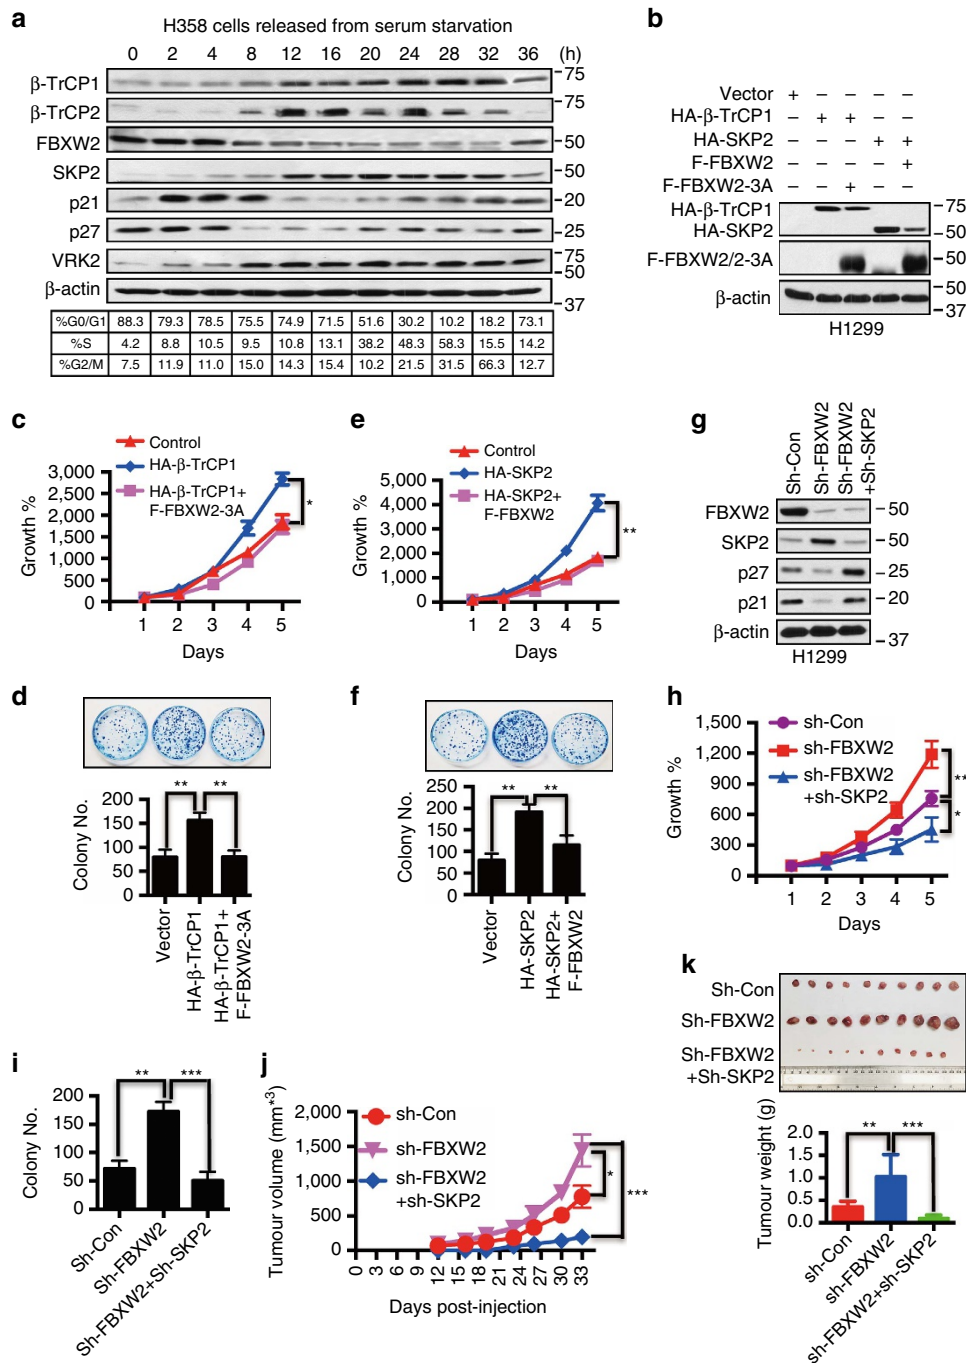 a
H358 cells released from serum starvation
0 2 4 8 12 16 20 24 28 32 36 (h)
β-TrCP1 75
β-TrCP2 75
FBXW2 50
SKP2 50
p21 20
p27 25
VRK2 75
50
β-actin
37
%G0/G1 88.3 79.3 78.5 75.5 74.9 71.5 51.6 30.2 10.2 18.2 73.1
%S 4.2 8.8 10.5 9.5 10.8 13.1 38.2 48.3 58.3 15.5 14.2
%G2/M 7.5 11.9 11.0 15.0 14.3 15.4 10.2 21.5 31.5 66.3 12.7
b
Vector + – – – –
HA-β-TrCP1 – + + – –
HA-SKP2 – – – + +
F-FBXW2 – – – – +
F-FBXW2-3A – – + – –
HA-β-TrCP1 75
HA-SKP2 50
F-FBXW2/2-3A 50
β-actin 50
37
H1299
c
Control
HA-β-TrCP1
HA-β-TrCP1+
F-FBXW2-3A
Growth %
3,000
2,500
2,000
1,500
1,000
500
0
*
1 2 3 4 5
Days
e
Control
HA-SKP2
HA-SKP2+
F-FBXW2
Growth %
5,000
4,000
3,000
2,000
1,000
0
**
1 2 3 4 5
Days
g
Sh-Con
Sh-FBXW2
Sh-FBXW2
+Sh-SKP2
FBXW2 50
SKP2 50
p27 25
p21 20
β-actin
37
H1299
d
Colony No.
200
150
100
50
0
** **
Vector
HA-β-TrCP1
HA-β-TrCP1+
F-FBXW2-3A
f
Colony No.
250
200
150
100
50
0
** **
Vector
HA-SKP2
HA-SKP2+
F-FBXW2
h
sh-Con
sh-FBXW2
sh-FBXW2
+sh-SKP2
Growth %
1,500
1,200
900
600
300
0
**
*
1 2 3 4 5
Days
i
Colony No.
200
150
100
50
0
** ***
Sh-Con
Sh-FBXW2
Sh-FBXW2+Sh-SKP2
j
sh-Con
sh-FBXW2
sh-FBXW2
+sh-SKP2
Tumour volume (mm*3)
2,000
1,500
1,000
500
0
*
***
0 3 6 9 12 15 18 21 24 27 30 33
Days post-injection
k
Sh-Con
Sh-FBXW2
Sh-FBXW2
+Sh-SKP2
Tumour weight (g)
2.0
1.5
1.0
0.5
0.0
** ***
sh-Con
sh-FBXW2
sh-FBXW2+sh-SKP2